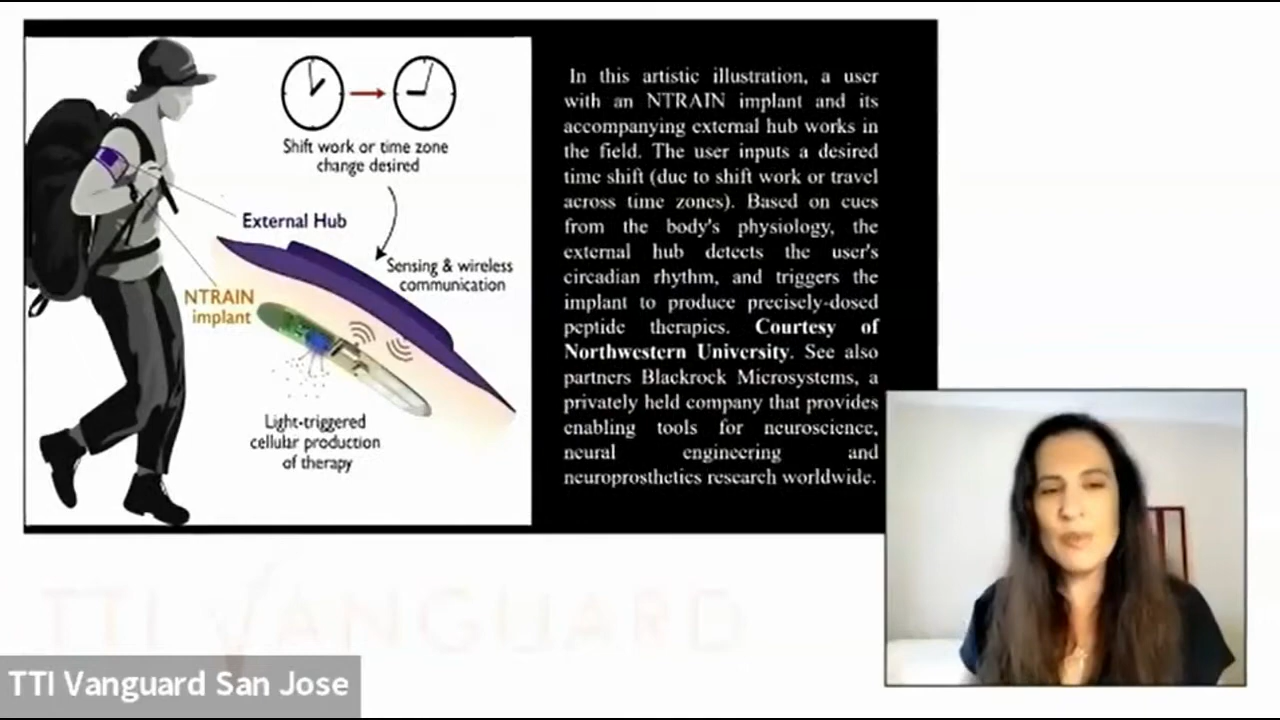 Shift work or time zone
change desired
External Hub
Sensing & wireless
communication
NTRAIN
implant
Light-triggered
cellular production
of therapy
In this artistic illustration, a user
with an NTRAIN implant and its
accompanying external hub works in
the field. The user inputs a desired
time shift (due to shift work or travel
across time zones). Based on cues
from the body's physiology, the
external hub detects the user's
circadian rhythm, and triggers the
implant to produce precisely-dosed
peptide therapies. Courtesy of
Northwestern University. See also
partners Blackrock Microsystems, a
privately held company that provides
enabling tools for neuroscience,
neural engineering and
neuroprosthetics research worldwide.
TTI VANGUARD
TTI Vanguard San Jose